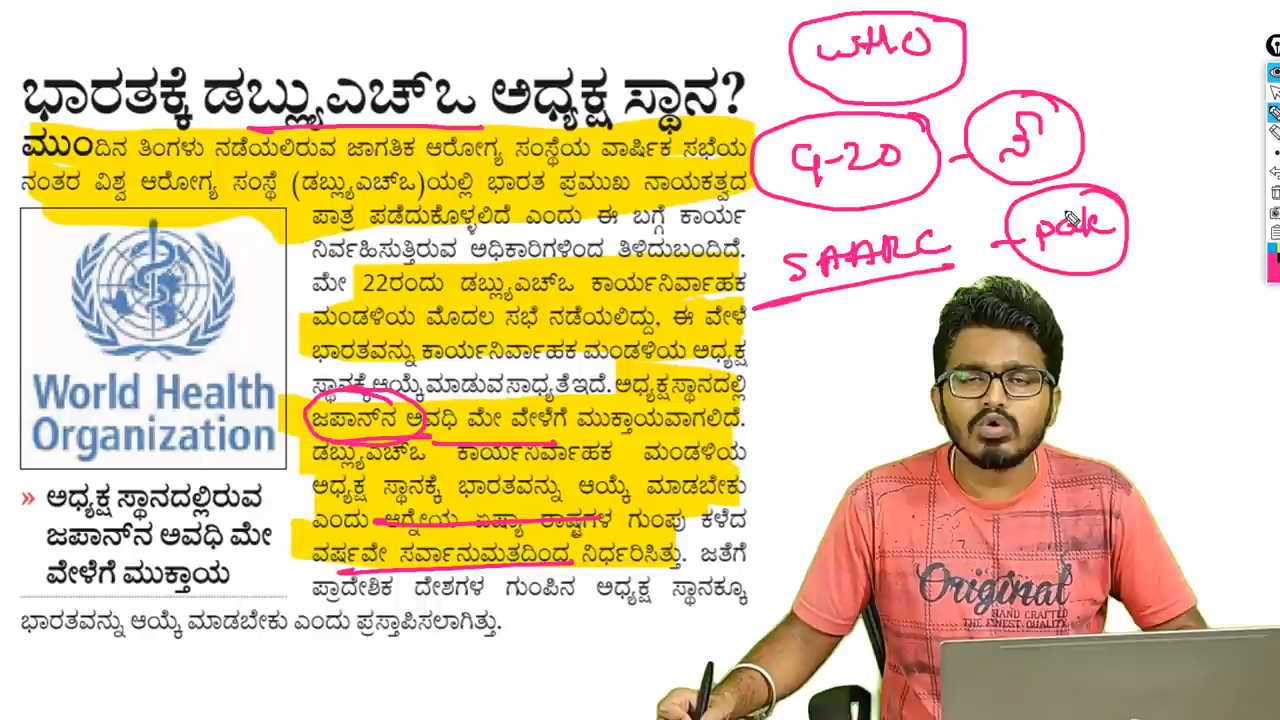 ಭಾರತಕ್ಕೆ ಡಬ್ಲ್ಯುಎಚ್‌ಒ ಅಧ್ಯಕ್ಷ ಸ್ಥಾನ?
ಮುಂದಿನ ತಿಂಗಳು ನಡೆಯಲಿರುವ ಜಾಗತಿಕ ಆರೋಗ್ಯ ಸಂಸ್ಥೆಯ ವಾರ್ಷಿಕ ಸಭೆಯ
ನಂತರ ವಿಶ್ವ ಆರೋಗ್ಯ ಸಂಸ್ಥೆ (ಡಬ್ಲ್ಯುಎಚ್‌ಒ)ಯಲ್ಲಿ ಭಾರತ ಪ್ರಮುಖ ನಾಯಕತ್ವದ
ಪಾತ್ರ ಪಡೆದುಕೊಳ್ಳಲಿದೆ ಎಂದು ಈ ಬಗ್ಗೆ ಕಾರ್ಯ
ನಿರ್ವಹಿಸುತ್ತಿರುವ ಅಧಿಕಾರಿಗಳಿಂದ ತಿಳಿದುಬಂದಿದೆ.
ಮೇ 22ರಂದು ಡಬ್ಲ್ಯುಎಚ್‌ಒ ಕಾರ್ಯನಿರ್ವಾಹಕ
ಮಂಡಳಿಯ ಮೊದಲ ಸಭೆ ನಡೆಯಲಿದ್ದು, ಈ ವೇಳೆ
ಭಾರತವನ್ನು ಕಾರ್ಯನಿರ್ವಾಹಕ ಮಂಡಳಿಯ ಅಧ್ಯಕ್ಷ
ಸ್ಥಾನಕ್ಕೆ ಆಯ್ಕೆ ಮಾಡುವ ಸಾಧ್ಯತೆ ಇದೆ. ಅಧ್ಯಕ್ಷ ಸ್ಥಾನದಲ್ಲಿ
ಜಪಾನ್‌ನ ಅವಧಿ ಮೇ ವೇಳೆಗೆ ಮುಕ್ತಾಯವಾಗಲಿದೆ.
ಡಬ್ಲ್ಯುಎಚ್‌ಒ ಕಾರ್ಯನಿರ್ವಾಹಕ ಮಂಡಳಿಯ
ಅಧ್ಯಕ್ಷ ಸ್ಥಾನಕ್ಕೆ ಭಾರತವನ್ನು ಆಯ್ಕೆ ಮಾಡಬೇಕು
ಎಂದು ಆಗ್ನೇಯ ಏಷ್ಯಾ ರಾಷ್ಟ್ರಗಳ ಗುಂಪು ಕಳೆದ
ವರ್ಷವೇ ಸರ್ವಾನುಮತದಿಂದ ನಿರ್ಧರಿಸಿತ್ತು. ಜತೆಗೆ
ಪ್ರಾದೇಶಿಕ ದೇಶಗಳ ಗುಂಪಿನ ಅಧ್ಯಕ್ಷ ಸ್ಥಾನಕ್ಕೂ
ಭಾರತವನ್ನು ಆಯ್ಕೆ ಮಾಡಬೇಕು ಎಂದು ಪ್ರಸ್ತಾಪಿಸಲಾಗಿತ್ತು.
World Health
Organization
» ಅಧ್ಯಕ್ಷ ಸ್ಥಾನದಲ್ಲಿರುವ
ಜಪಾನ್‌ನ ಅವಧಿ ಮೇ
ವೇಳೆಗೆ ಮುಕ್ತಾಯ
WHO
G-20 -
SAARC - pak
Original
HAND CRAFTED
THE FINEST QUALITY